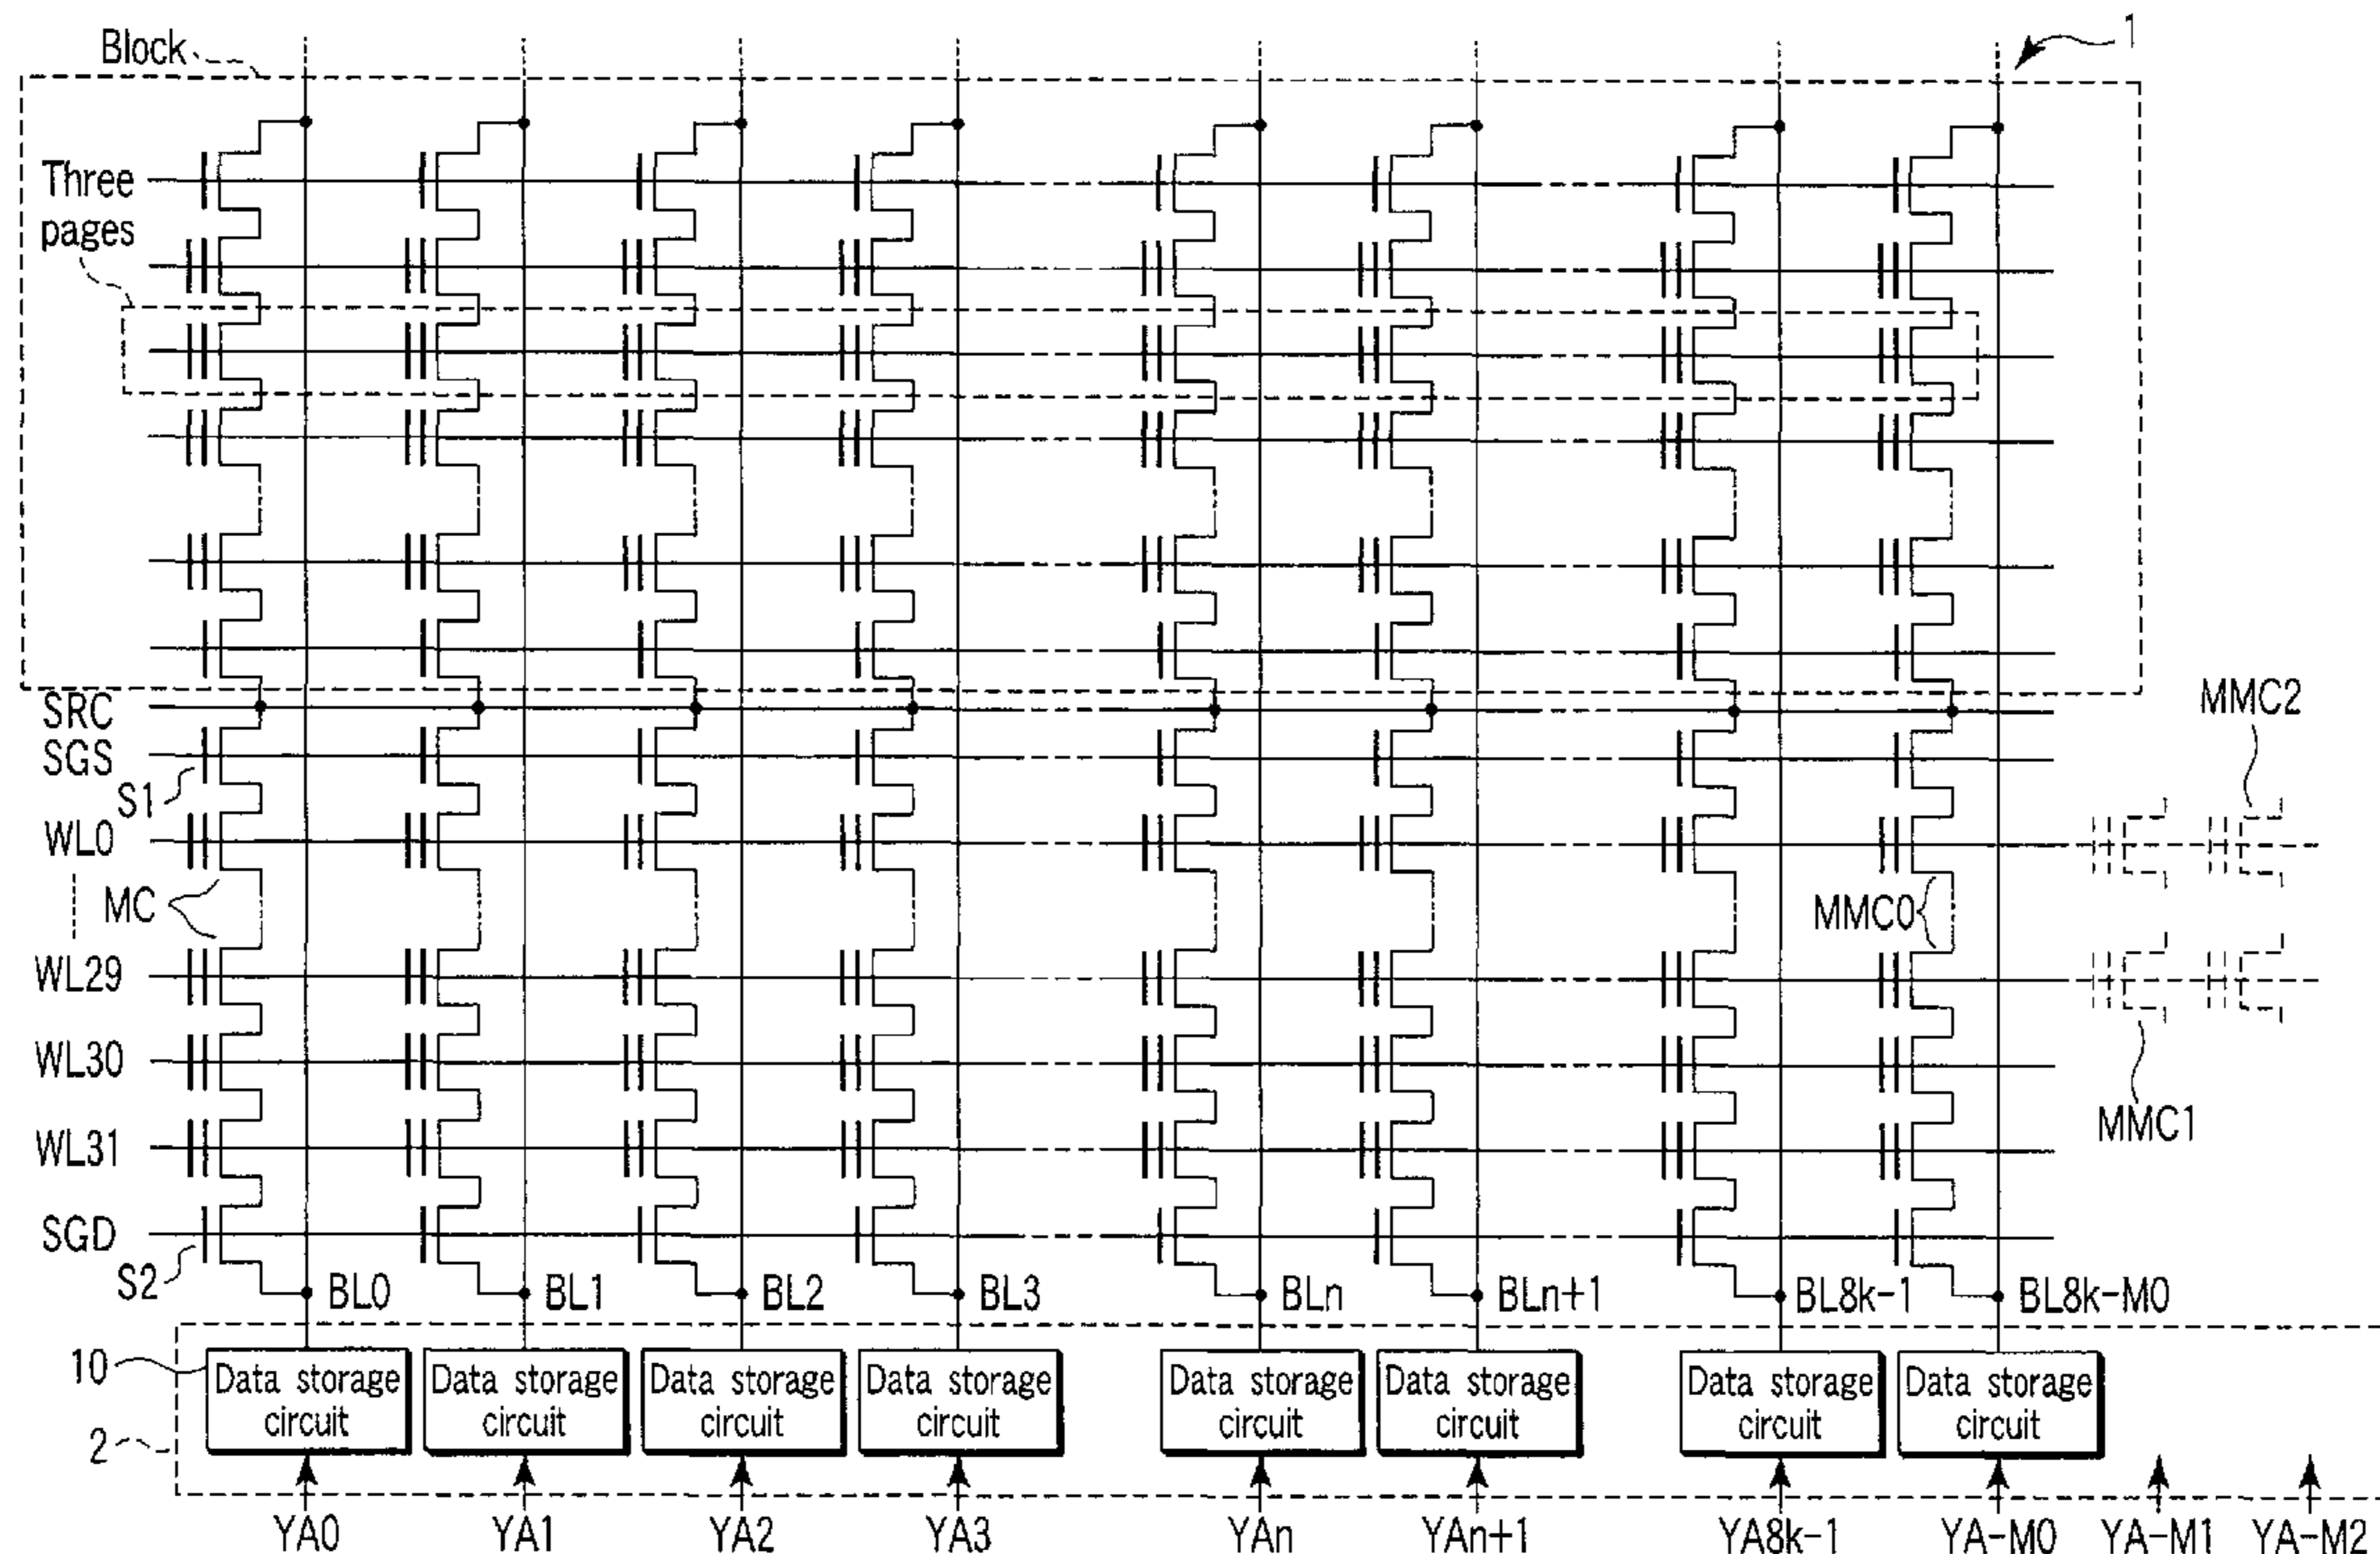 Block
1
Three
pages
SRC
SGS
S1
WL0
MC
WL29
WL30
WL31
SGD
S2
MMC2
MMC0
MMC1
BL0
BL1
BL2
BL3
BLn
BLn+1
BL8k-1
BL8k-M0
10
2
Data storage
circuit
Data storage
circuit
Data storage
circuit
Data storage
circuit
Data storage
circuit
Data storage
circuit
Data storage
circuit
Data storage
circuit
YA0
YA1
YA2
YA3
YAn
YAn+1
YA8k-1
YA-M0
YA-M1
YA-M2